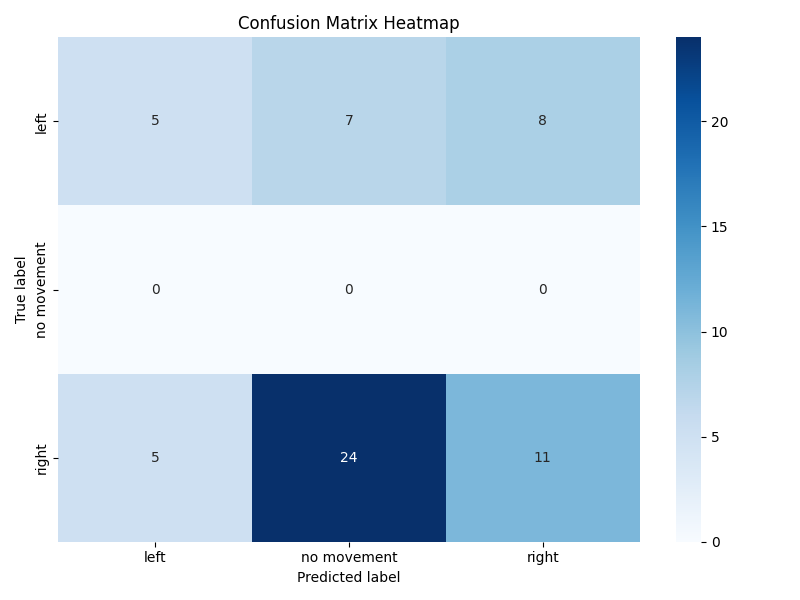 Confusion Matrix Heatmap
True label
left
no movement
right
5 7 8
0 0 0
5 24 11
left no movement right
Predicted label
20
15
10
5
0